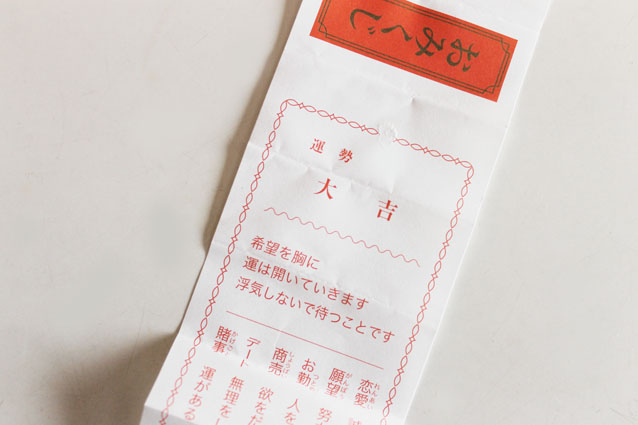 おみくじ
運勢
大吉
希望を胸に
運は開いていきます
浮気しないで待つことです
恋愛
願望 努
お勤 人を
商売 欲をだ
デート 無理を
賭事 運がある